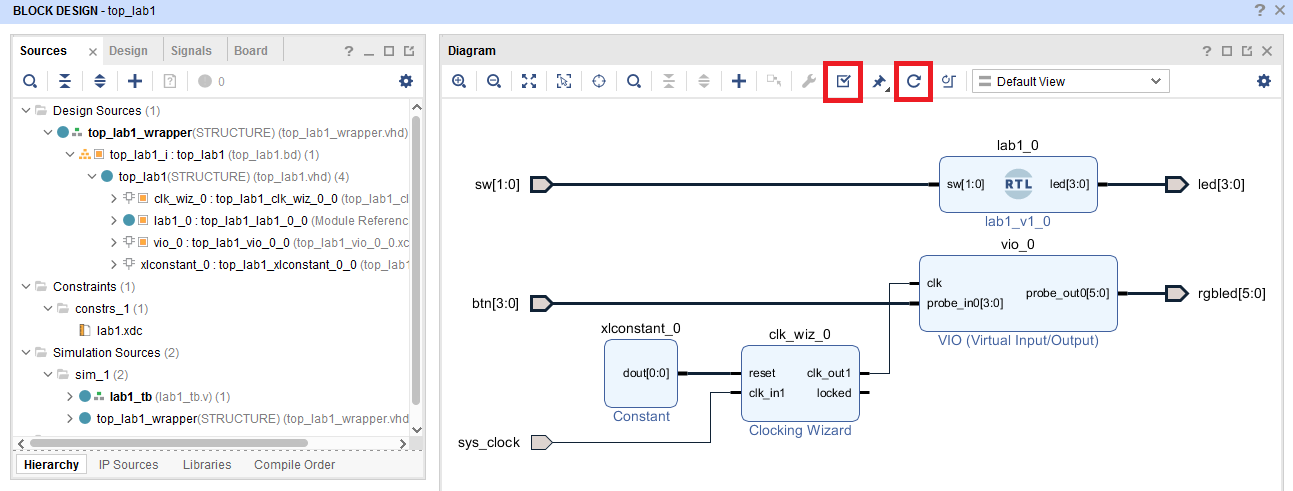 BLOCK DESIGN - top_lab1
Sources
Design
Signals
Board
0
Design Sources (1)
top_lab1_wrapper(STRUCTURE) (top_lab1_wrapper.vhd)
top_lab1_i : top_lab1 (top_lab1.bd) (1)
top_lab1(STRUCTURE) (top_lab1.vhd) (4)
clk_wiz_0 : top_lab1_clk_wiz_0_0 (top_lab1_cl
lab1_0 : top_lab1_lab1_0_0 (Module Referenc
vio_0 : top_lab1_vio_0_0 (top_lab1_vio_0_0.xc
xlconstant_0 : top_lab1_xlconstant_0_0 (top_lab1
Constraints (1)
constrs_1 (1)
lab1.xdc
Simulation Sources (2)
sim_1 (2)
lab1_tb (lab1_tb.v) (1)
top_lab1_wrapper(STRUCTURE) (top_lab1_wrapper.vhd
Hierarchy
IP Sources
Libraries
Compile Order
Diagram
Default View
lab1_0
sw[1:0]
sw[1:0]
RTL
led[3:0]
led[3:0]
lab1_v1_0
vio_0
clk
btn[3:0]
probe_in0[3:0]
probe_out0[5:0]
rgbled[5:0]
VIO (Virtual Input/Output)
xlconstant_0
dout[0:0]
Constant
clk_wiz_0
reset
clk_out1
clk_in1
locked
Clocking Wizard
sys_clock